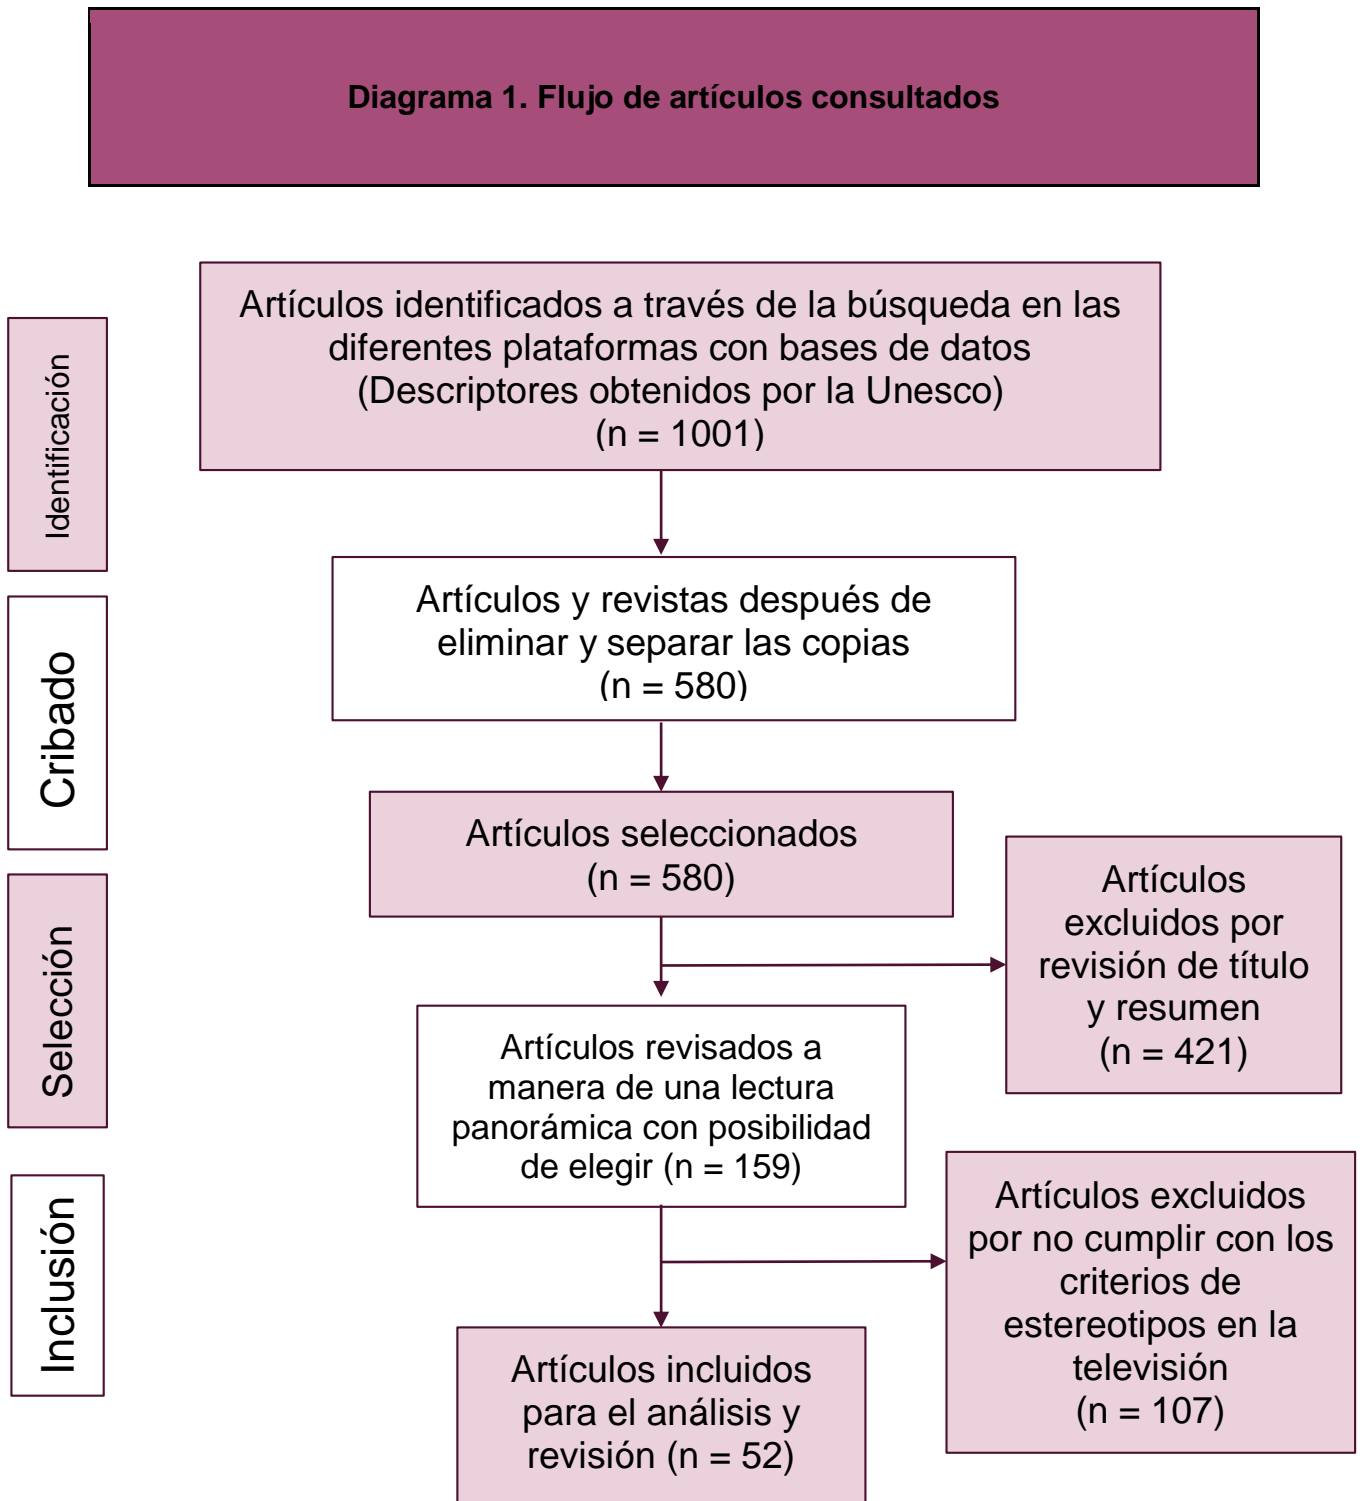 Diagrama 1. Flujo de artículos consultados
Identificación
Artículos identificados a través de la búsqueda en las
diferentes plataformas con bases de datos
(Descriptores obtenidos por la Unesco)
(n = 1001)
Cribado
Artículos y revistas después de
eliminar y separar las copias
(n = 580)
Artículos seleccionados
(n = 580)
Artículos
excluidos por
revisión de título
y resumen
(n = 421)
Selección
Artículos revisados a
manera de una lectura
panorámica con posibilidad
de elegir (n = 159)
Artículos excluidos
por no cumplir con los
criterios de
estereotipos en la
televisión
(n = 107)
Inclusión
Artículos incluidos
para el análisis y
revisión (n = 52)